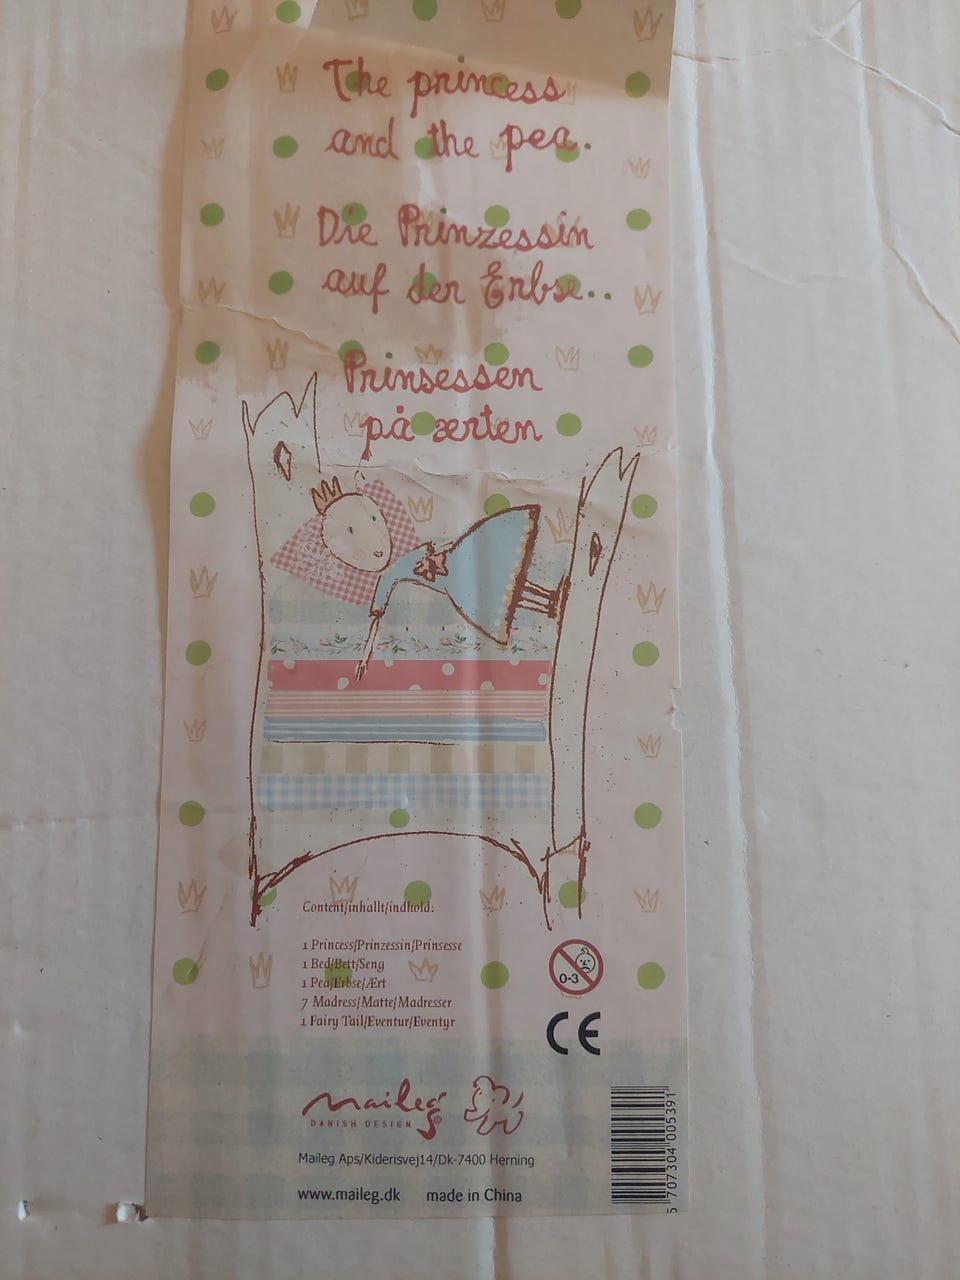 The princess
and the pea.
Die Prinzessin
auf der Erbse..
Prinsessen
på ærten
Content/inhallt/indhold:
1 Princess/Prinzessin/Prinsesse
1 Bed/Bett/Seng
1 Pea/Erbse/Ært
7 Madress/Matte/Madresser
1 Fairy Tail/Eventur/Eventyr
0-3
CE
maileg®
DANISH DESIGN
Maileg Aps/Kiderisvej14/Dk-7400 Herning
www.maileg.dk made in China
5 707304 005391